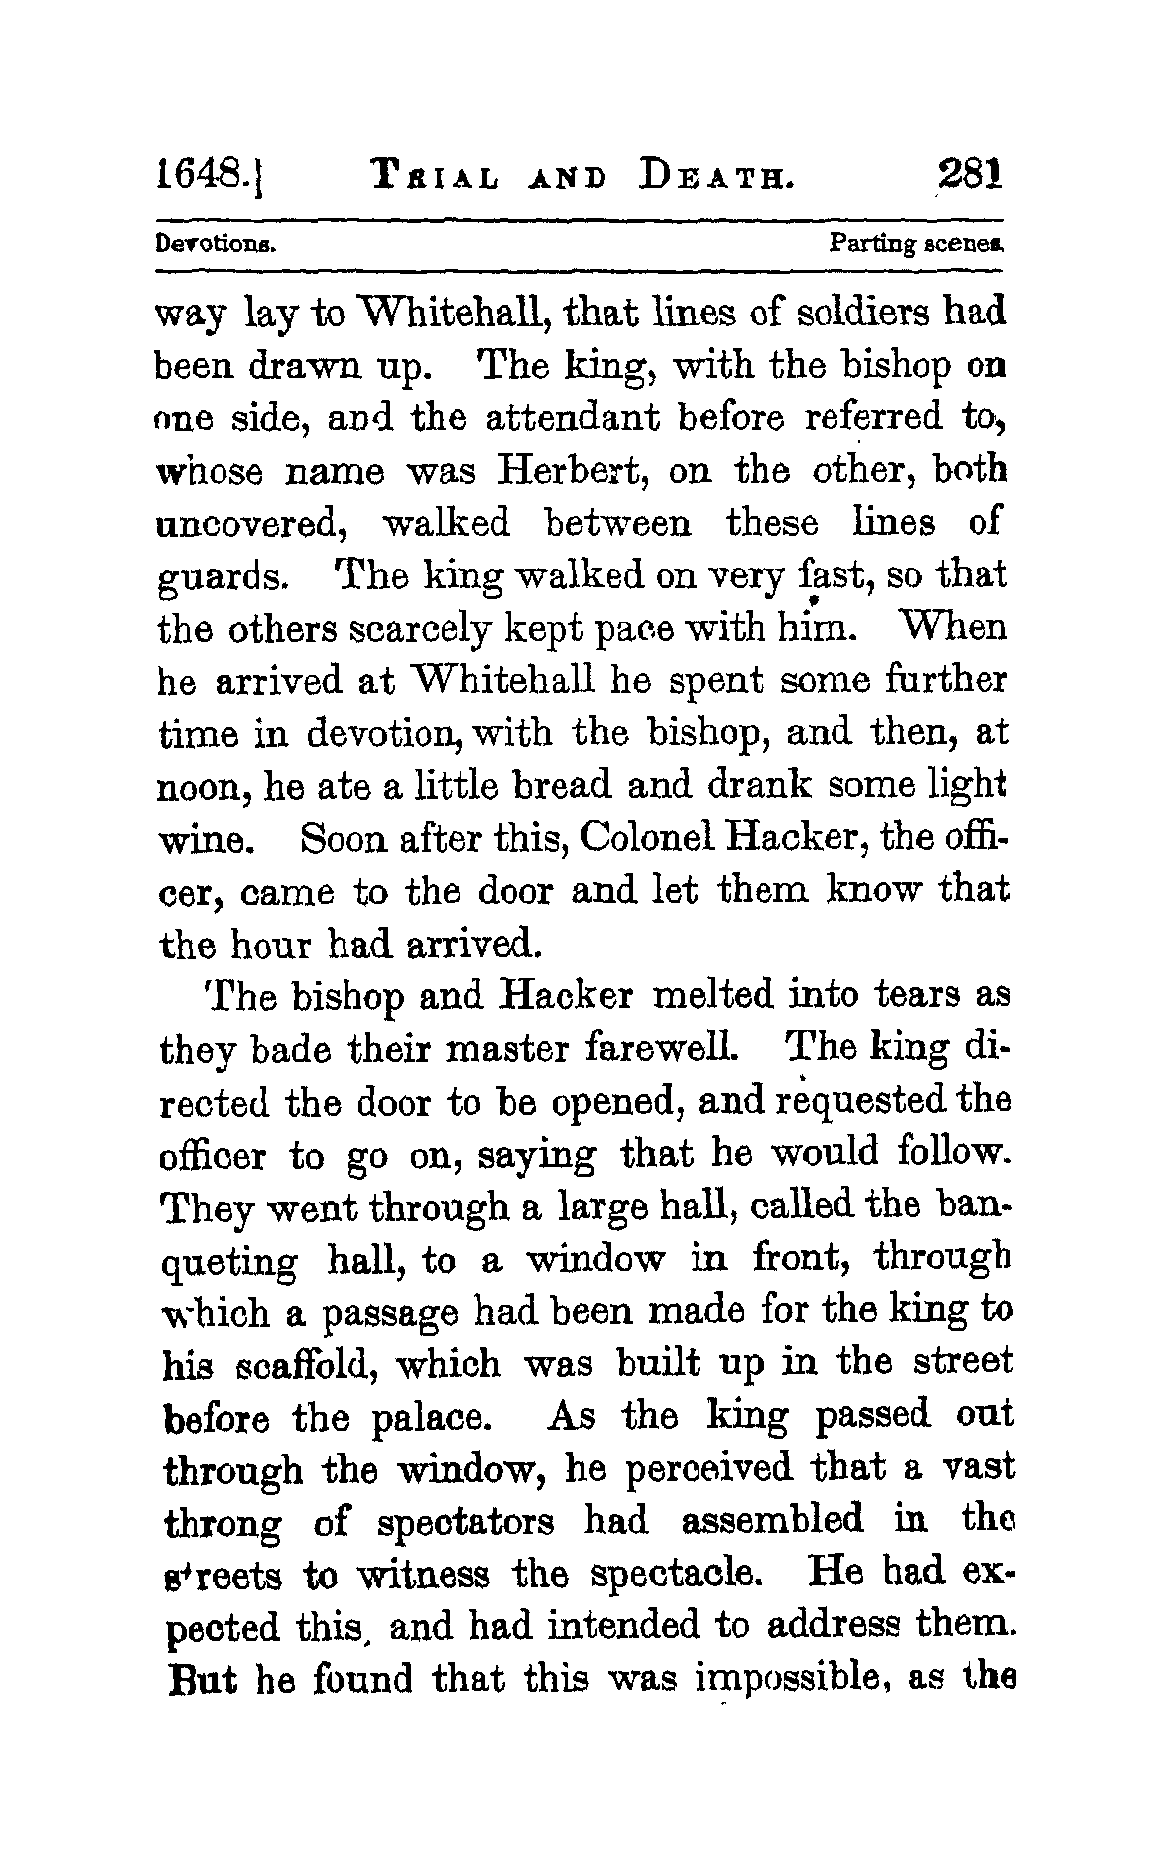 1648.] TRIAL AND DEATH. 281
Devotions. Parting scenes.
way lay to Whitehall, that lines of soldiers had
been drawn up. The king, with the bishop on
one side, and the attendant before referred to,
whose name was Herbert, on the other, both
uncovered, walked between these lines of
guards. The king walked on very fast, so that
the others scarcely kept pace with him. When
he arrived at Whitehall he spent some further
time in devotion, with the bishop, and then, at
noon, he ate a little bread and drank some light
wine. Soon after this, Colonel Hacker, the offi-
cer, came to the door and let them know that
the hour had arrived.
The bishop and Hacker melted into tears as
they bade their master farewell. The king di-
rected the door to be opened, and requested the
officer to go on, saying that he would follow.
They went through a large hall, called the ban-
queting hall, to a window in front, through
which a passage had been made for the king to
his scaffold, which was built up in the street
before the palace. As the king passed out
through the window, he perceived that a vast
throng of spectators had assembled in the
streets to witness the spectacle. He had ex-
pected this, and had intended to address them.
But he found that this was impossible, as the